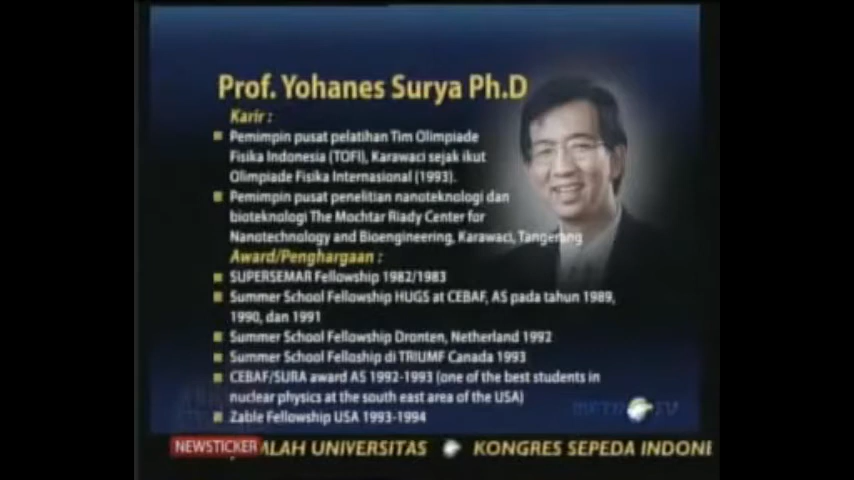 Prof. Yohanes Surya Ph.D
Karir :
Pemimpin pusat pelatihan Tim Olimpiade
Fisika Indonesia (TOFI), Karawaci sejak ikut
Olimpiade Fisika Internasional (1993).
Pemimpin pusat penelitian nanoteknologi dan
bioteknologi The Mochtar Riady Center for
Nanotechnology and Bioengineering, Karawaci, Tangerang
Award/Penghargaan :
SUPERSEMAR Fellowship 1982/1983
Summer School Fellowship HUGS at CEBAF, AS pada tahun 1989,
1990, dan 1991
Summer School Fellowship Dronten, Netherland 1992
Summer School Felloship di TRIUMF Canada 1993
CEBAF/SURA award AS 1992-1993 (one of the best students in
nuclear physics at the south east area of the USA)
Zable Fellowship USA 1993-1994
METRO TV
NEWSTICKER ALAH UNIVERSITAS KONGRES SEPEDA INDONE